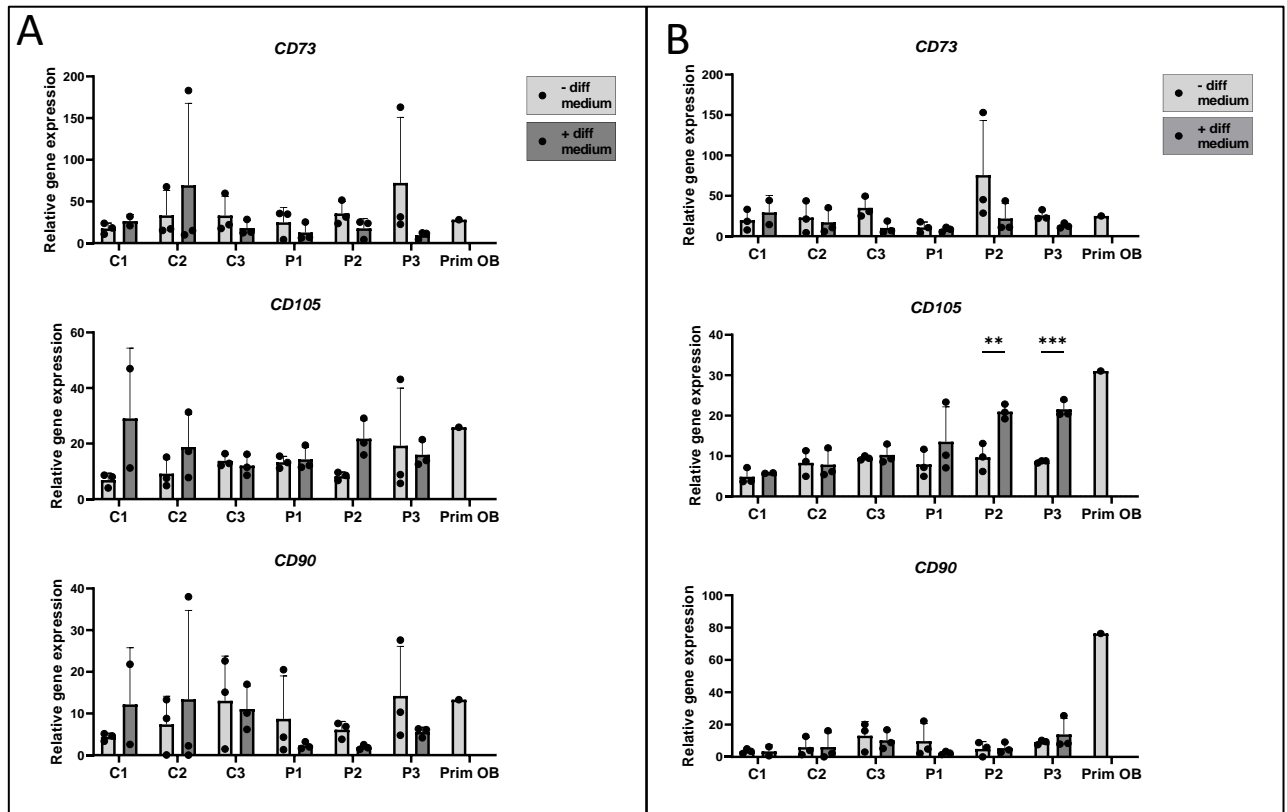 A
CD73
Relative gene expression
200
150
100
50
0
C1 C2 C3 P1 P2 P3 Prim OB
- diff
medium
+ diff
medium
CD105
Relative gene expression
60
40
20
0
C1 C2 C3 P1 P2 P3 Prim OB
CD90
Relative gene expression
40
30
20
10
0
C1 C2 C3 P1 P2 P3 Prim OB
B
CD73
Relative gene expression
200
150
100
50
0
C1 C2 C3 P1 P2 P3 Prim OB
- diff
medium
+ diff
medium
CD105
Relative gene expression
40
30
20
10
0
** ***
C1 C2 C3 P1 P2 P3 Prim OB
CD90
Relative gene expression
100
80
60
40
20
0
C1 C2 C3 P1 P2 P3 Prim OB